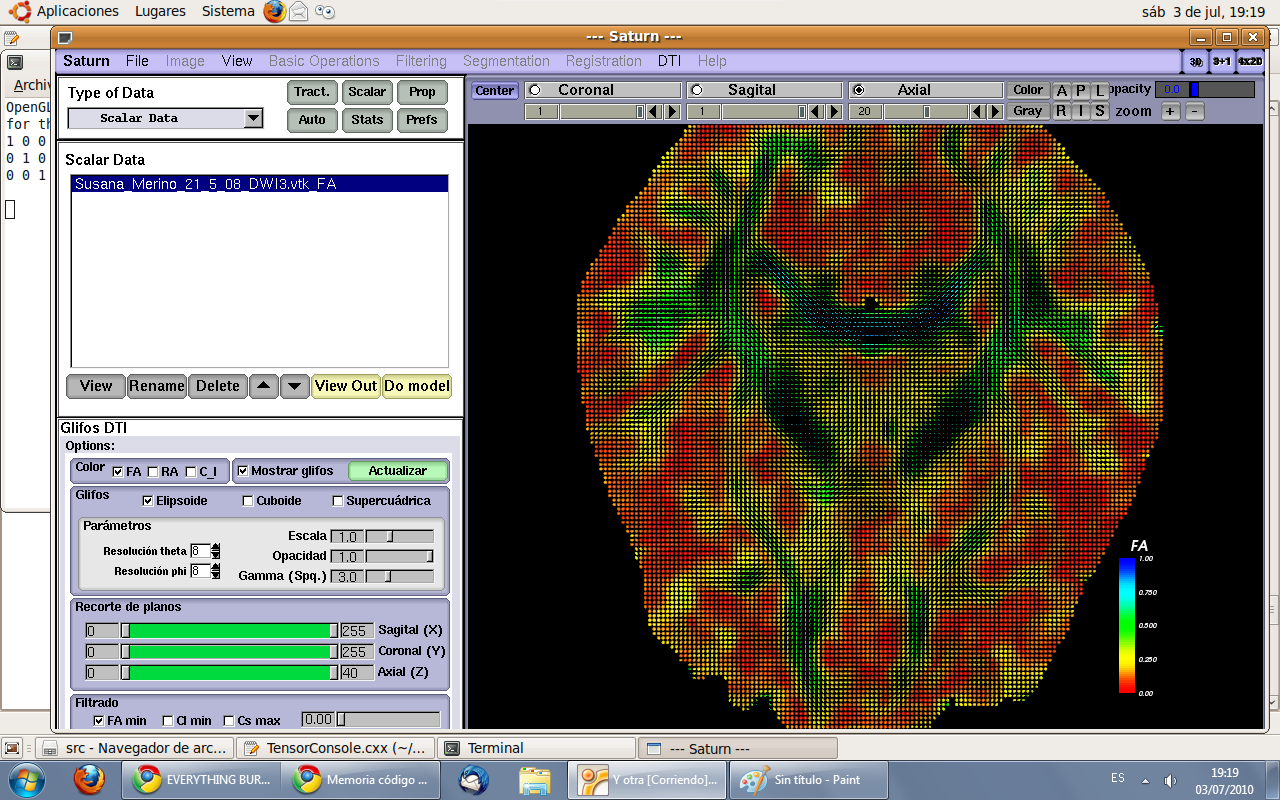 Aplicaciones Lugares Sistema sáb 3 de jul, 19:19
--- Saturn ---
Archiv
OpenGL
for th
1 0 0
0 1 0
0 0 1
Saturn File Image View Basic Operations Filtering Segmentation Registration DTI Help 3D 3+1 4x2D
Type of Data
Scalar Data
Tract. Scalar Prop
Auto Stats Prefs
Center Coronal Sagital Axial Color A P L opacity 0.0
1 1 20 Gray R I S zoom + -
Scalar Data
Susana_Merino_21_5_08_DWI3.vtk_FA
View Rename Delete View Out Do model
Glifos DTI
Options:
Color FA RA C_l Mostrar glifos Actualizar
Glifos Elipsoide Cuboide Supercuádrica
Parámetros
Resolución theta 8
Resolución phi 8
Escala 1.0
Opacidad 1.0
Gamma (Spq.) 3.0
Recorte de planos
0 255 Sagital (X)
0 255 Coronal (Y)
0 40 Axial (Z)
Filtrado
FA min Cl min Cs max 0.00
FA
1.00
0.750
0.500
0.250
0.00
src - Navegador de arc... TensorConsole.cxx (~/... Terminal --- Saturn ---
EVERYTHING BUR... Memoria código ... Y otra [Corriendo]... Sin título - Paint ES 19:19
03/07/2010